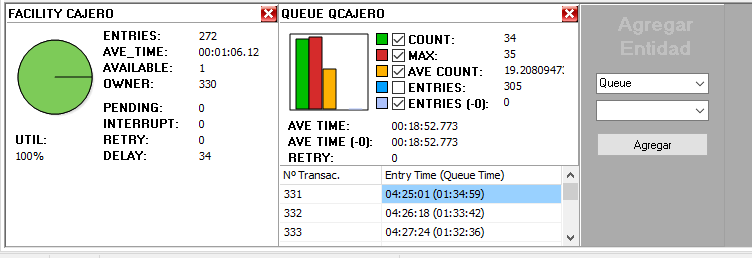 FACILITY CAJERO
ENTRIES: 272
AVE_TIME: 00:01:06.12
AVAILABLE: 1
OWNER: 330
PENDING: 0
INTERRUPT: 0
RETRY: 0
DELAY: 34
UTIL:
100%
QUEUE QCAJERO
COUNT: 34
MAX: 35
AVE COUNT: 19.2080947
ENTRIES: 305
ENTRIES (-0): 0
AVE TIME: 00:18:52.773
AVE TIME (-0): 00:18:52.773
RETRY: 0
Nº Transac. Entry Time (Queue Time)
331 04:25:01 (01:34:59)
332 04:26:18 (01:33:42)
333 04:27:24 (01:32:36)
Agregar
Entidad
Queue
Agregar